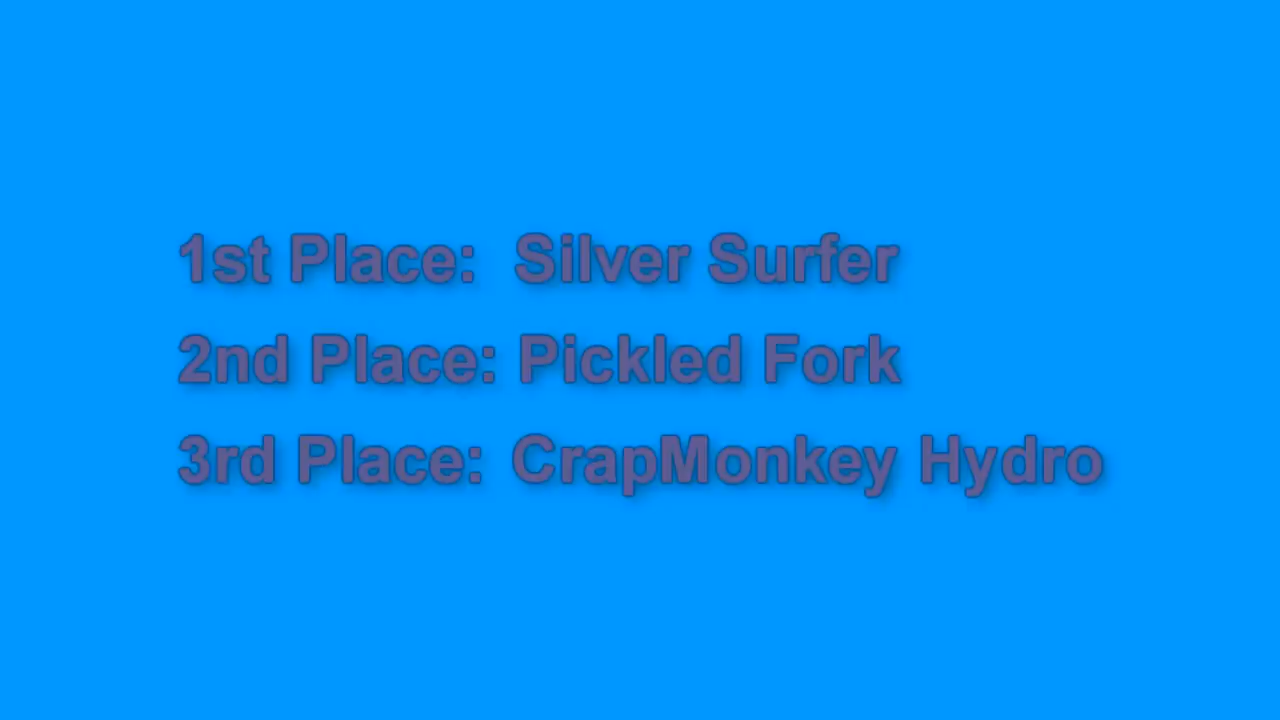 1st Place: Silver Surfer
2nd Place: Pickled Fork
3rd Place: CrapMonkey Hydro